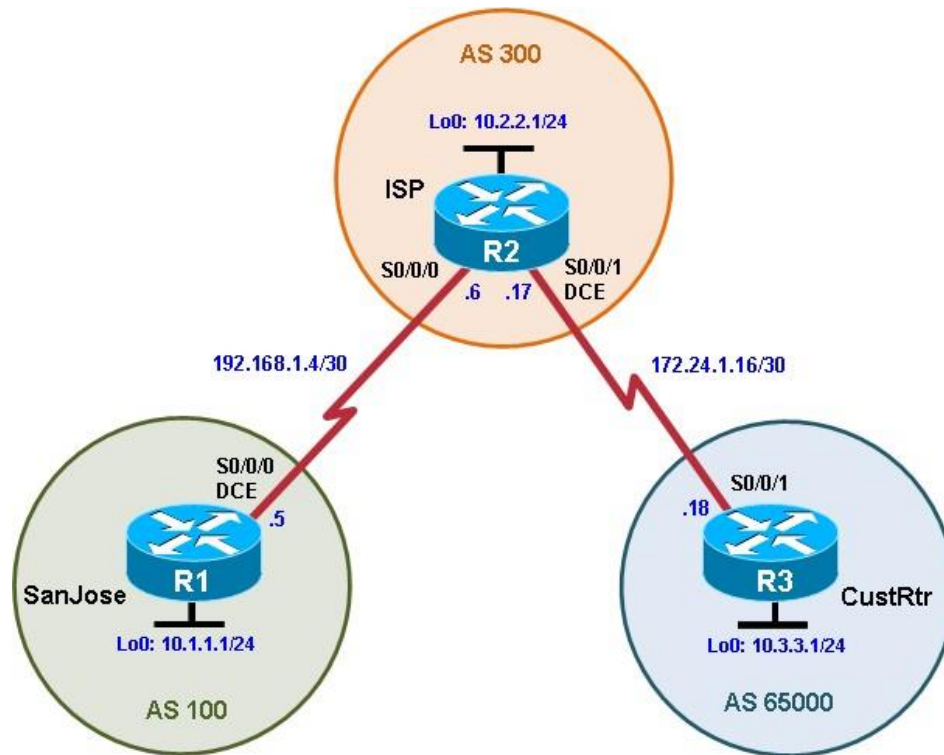 AS 300
Lo0: 10.2.2.1/24
ISP
R2
S0/0/0
S0/0/1
DCE
.6
.17
192.168.1.4/30
172.24.1.16/30
S0/0/0
DCE
.5
R1
SanJose
Lo0: 10.1.1.1/24
AS 100
S0/0/1
.18
R3
CustRtr
Lo0: 10.3.3.1/24
AS 65000